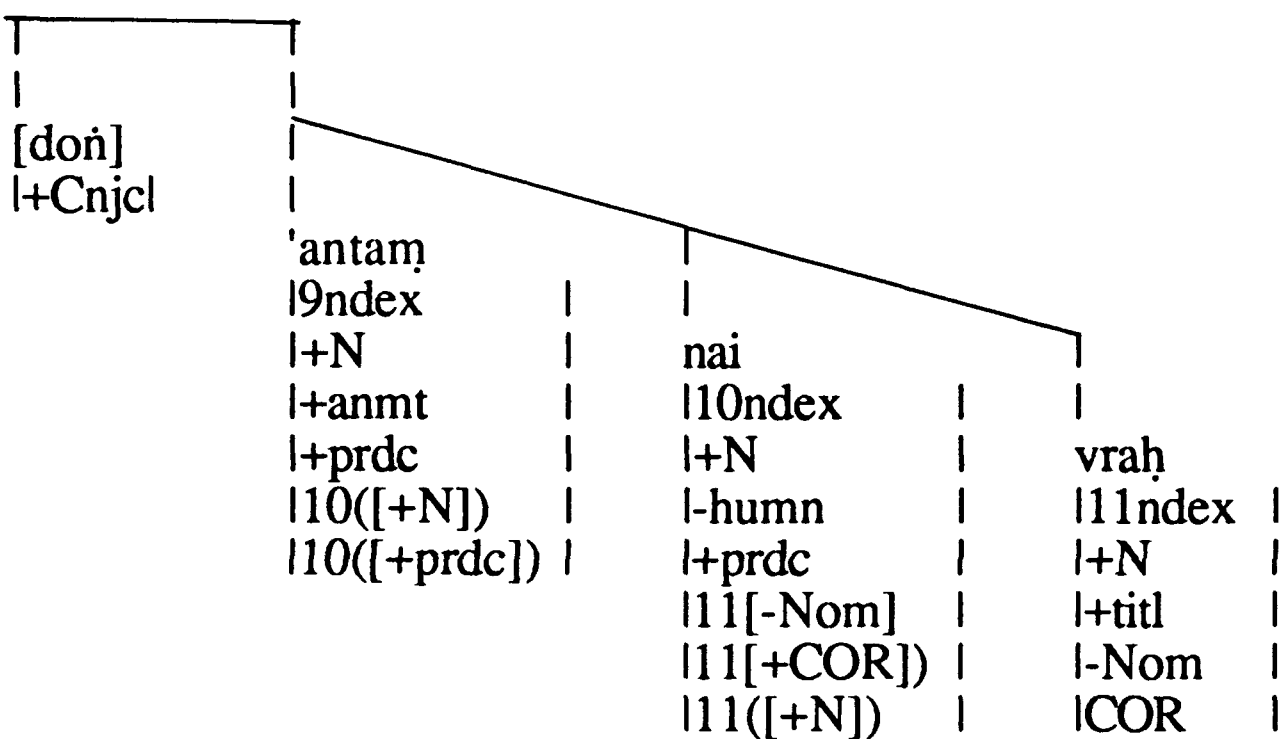 [doṅ]
|+Cnjc|
'antaṃ
|9ndex |
|+N |
|+anmt |
|+prdc |
|10([+N]) |
|10([+prdc]) |
nai
|10ndex |
|+N |
|-humn |
|+prdc |
|11[-Nom] |
|11[+COR]) |
|11([+N]) |
vraḥ
|11ndex |
|+N |
|+titl |
|-Nom |
|COR |